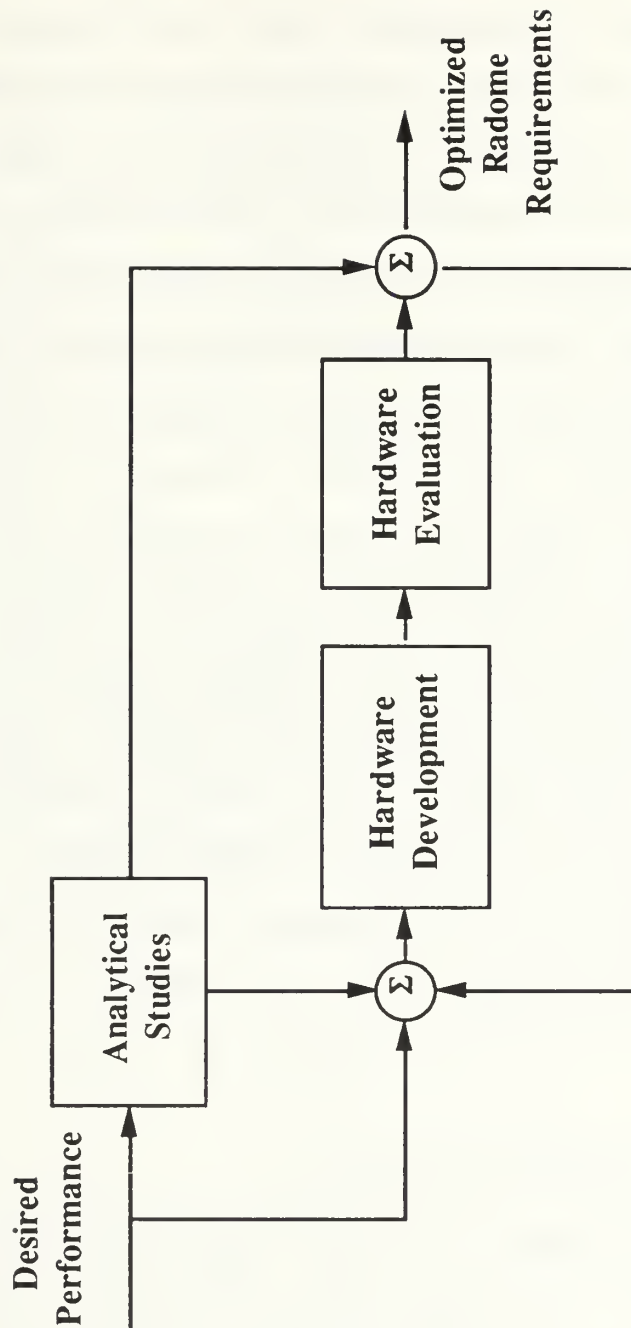 Desired
Performance
Analytical
Studies
Σ
Hardware
Development
Hardware
Evaluation
Σ
Optimized
Radome
Requirements